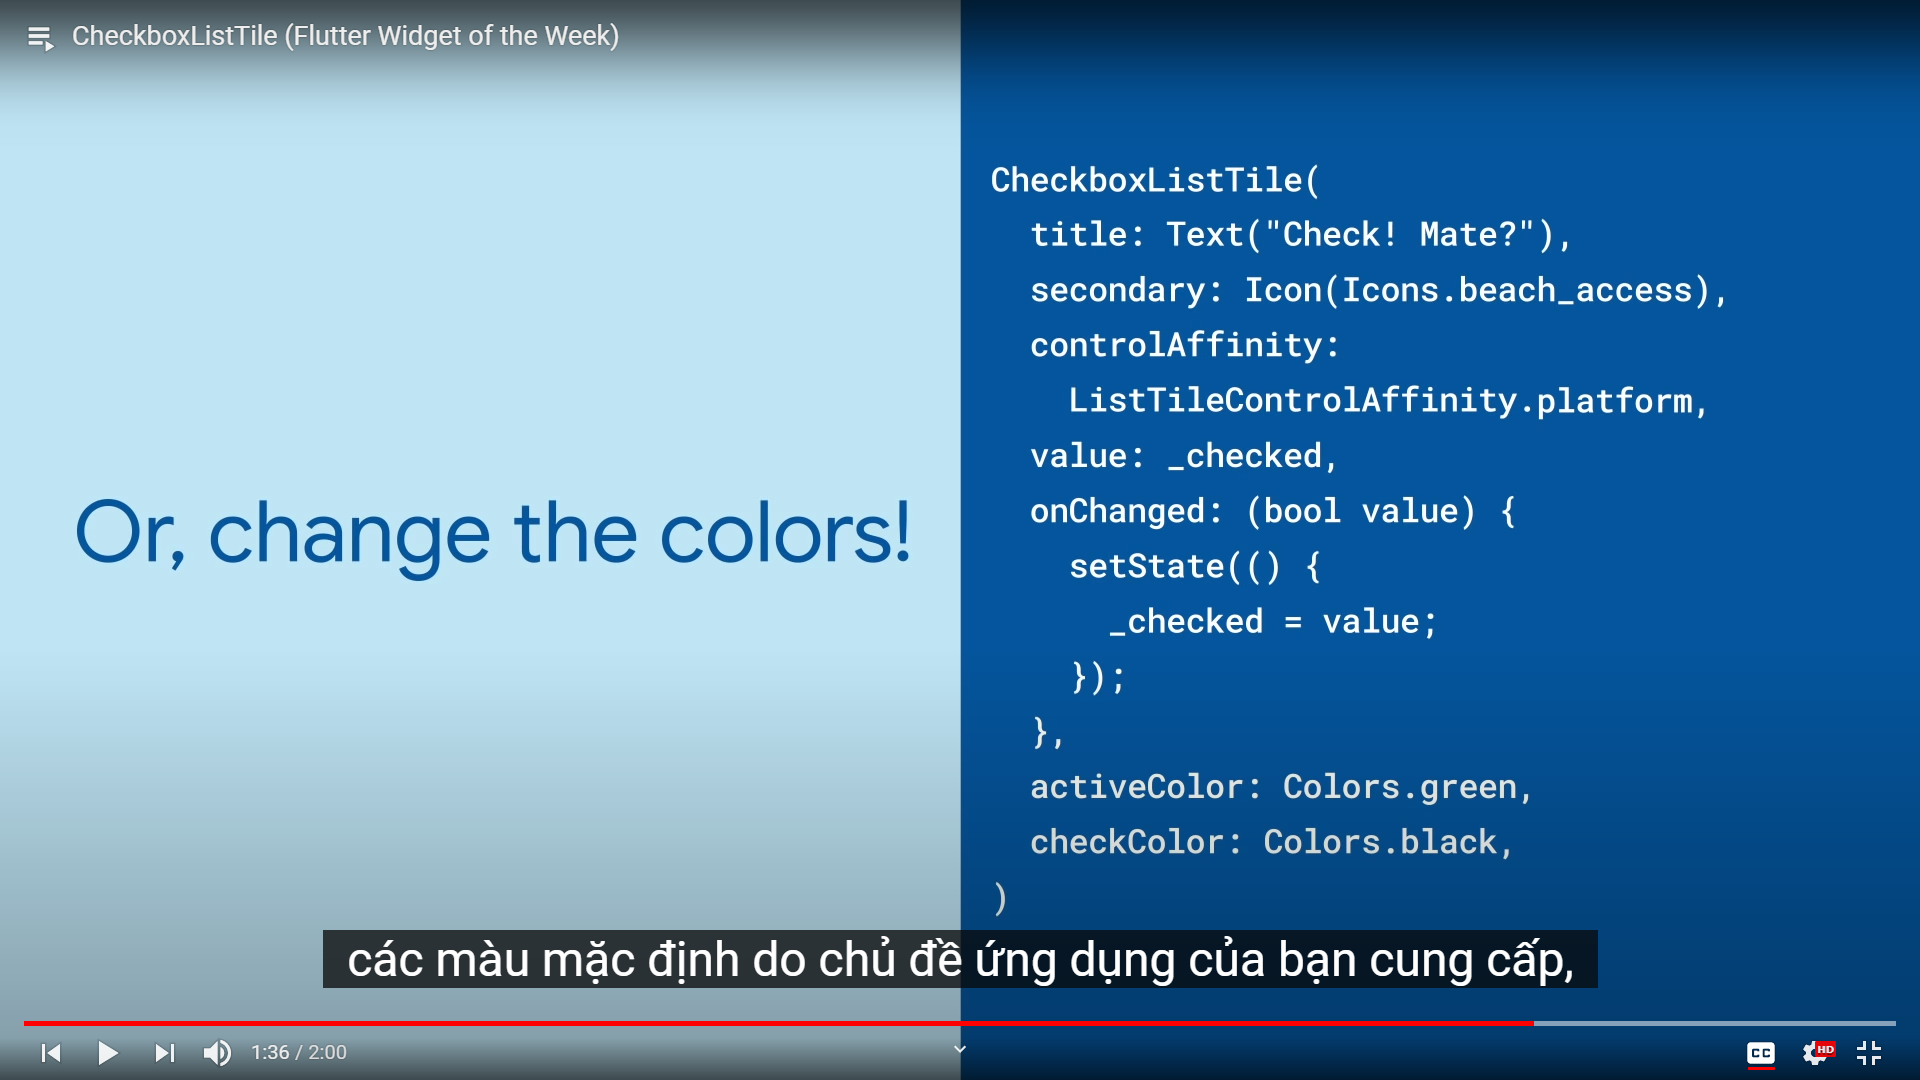 CheckboxListTile (Flutter Widget of the Week)
Or, change the colors!
CheckboxListTile(
  title: Text("Check! Mate?"),
  secondary: Icon(Icons.beach_access),
  controlAffinity:
    ListTileControlAffinity.platform,
  value: _checked,
  onChanged: (bool value) {
    setState(() {
      _checked = value;
    });
  },
  activeColor: Colors.green,
  checkColor: Colors.black,
)
các màu mặc định do chủ đề ứng dụng của bạn cung cấp,
1:36 / 2:00
CC
HD